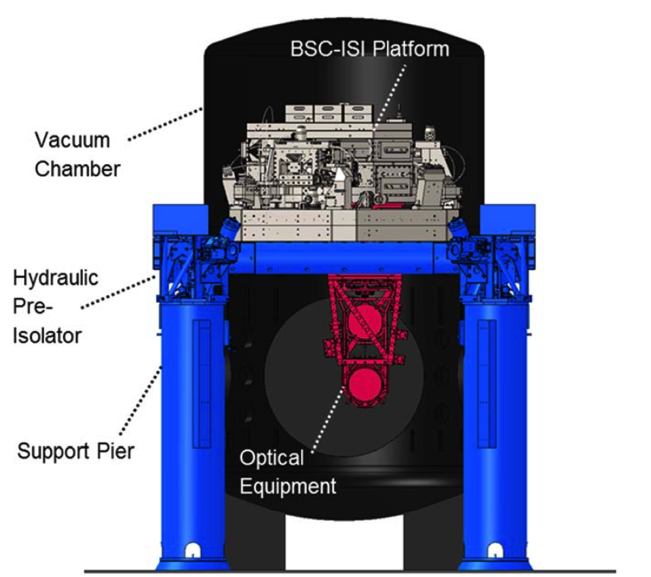 BSC-ISI Platform
Vacuum
Chamber
Hydraulic
Pre-
Isolator
Support Pier
Optical
Equipment